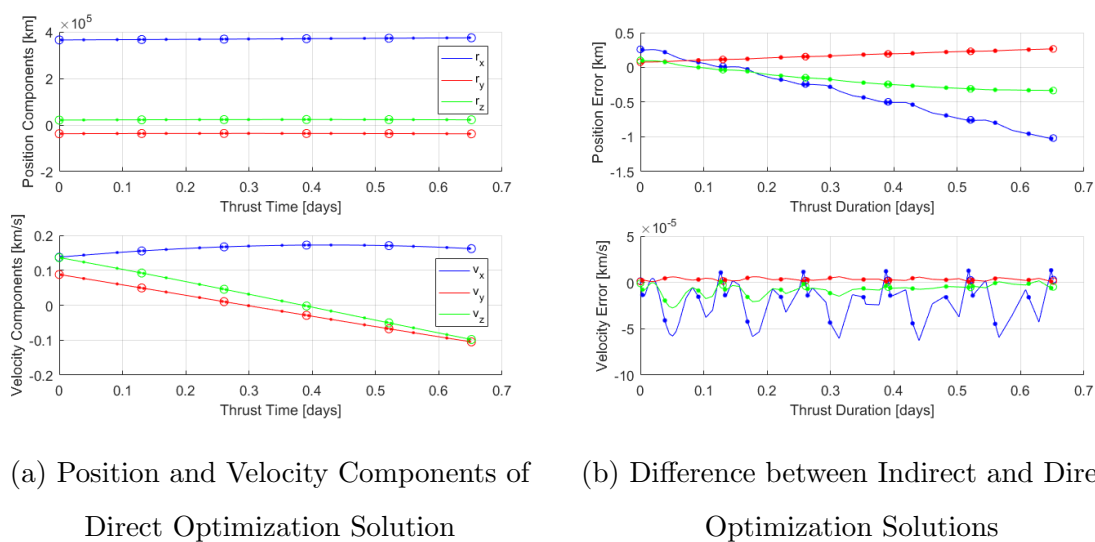 ×10⁵
Position Components [km]
4
2
0
-2
r_x
r_y
r_z
0 0.1 0.2 0.3 0.4 0.5 0.6 0.7
Thrust Time [days]
Velocity Components [km/s]
0.2
0.1
0
-0.1
-0.2
v_x
v_y
v_z
0 0.1 0.2 0.3 0.4 0.5 0.6 0.7
Thrust Time [days]
(a) Position and Velocity Components of
Direct Optimization Solution
Position Error [km]
0.5
0
-0.5
-1
-1.5
0 0.1 0.2 0.3 0.4 0.5 0.6 0.7
Thrust Duration [days]
×10⁻⁵
Velocity Error [km/s]
5
0
-5
-10
0 0.1 0.2 0.3 0.4 0.5 0.6 0.7
Thrust Duration [days]
(b) Difference between Indirect and Dire
Optimization Solutions